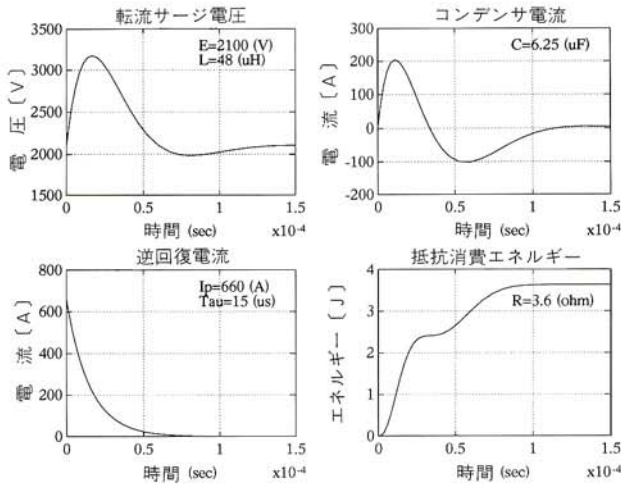 転流サージ電圧
電圧〔V〕
3500
3000
2500
2000
1500
E=2100 (V)
L=48 (uH)
0
0.5
1
1.5
時間 (sec)
x10⁻⁴
コンデンサ電流
電流〔A〕
300
200
100
0
-100
-200
C=6.25 (uF)
0
0.5
1
1.5
時間 (sec)
x10⁻⁴
逆回復電流
電流〔A〕
800
600
400
200
0
Ip=660 (A)
Tau=15 (us)
0
0.5
1
1.5
時間 (sec)
x10⁻⁴
抵抗消費エネルギー
エネルギー〔J〕
4
3
2
1
0
R=3.6 (ohm)
0
0.5
1
1.5
時間 (sec)
x10⁻⁴